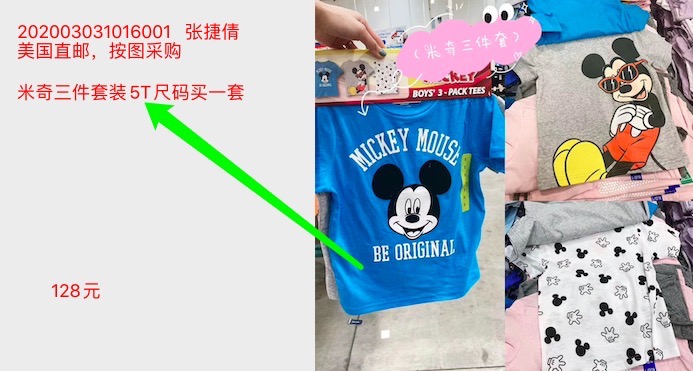 202003031016001 张捷倩
美国直邮，按图采购
米奇三件套装5T尺码买一套
128元
（米奇三件套）
BOYS' 3-PACK TEES
MICKEY MOUSE
BE ORIGINAL